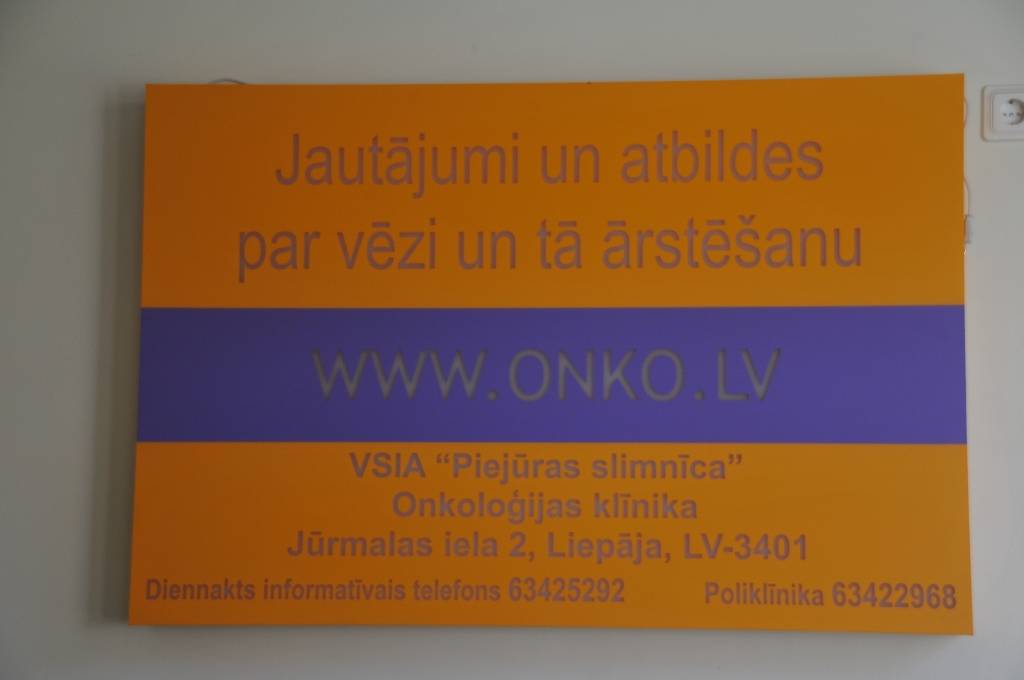 Jautājumi un atbildes
par vēzi un tā ārstēšanu
WWW.ONKO.LV
VSIA “Piejūras slimnīca”
Onkoloģijas klīnika
Jūrmalas iela 2, Liepāja, LV-3401
Diennakts informatīvais telefons 63425292 Poliklīnika 63422968